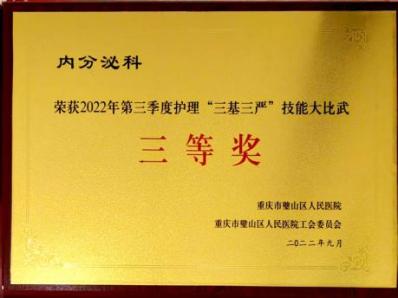 内分泌科
荣获2022年第三季度护理“三基三严”技能大比武
三等奖
重庆市璧山区人民医院
重庆市璧山区人民医院工会委员会
二〇二二年九月